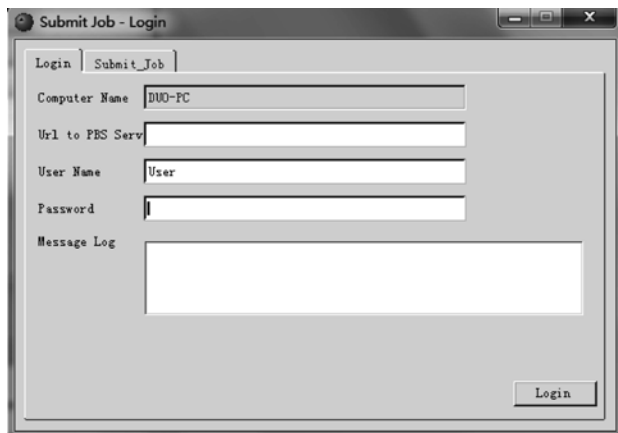 Submit Job - Login
Login Submit_Job
Computer Name DUO-PC
Url to PBS Serv
User Name User
Password
Message Log
Login